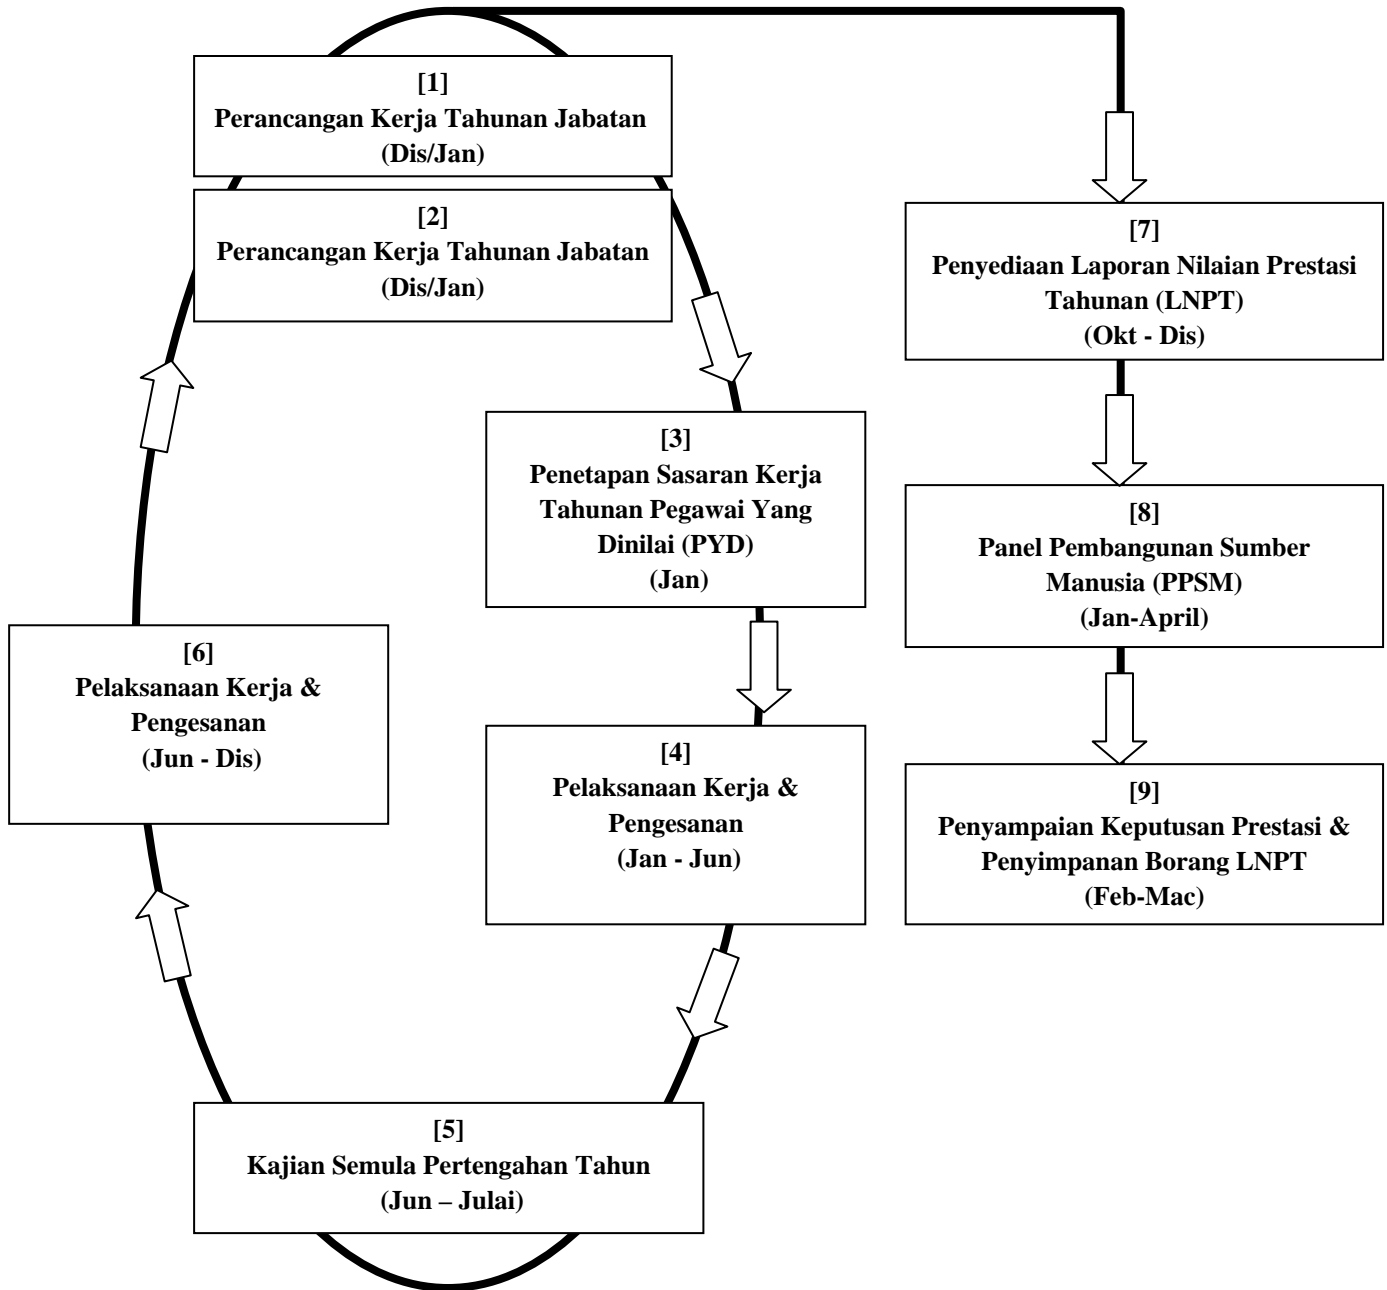 [1]
Perancangan Kerja Tahunan Jabatan
(Dis/Jan)
[2]
Perancangan Kerja Tahunan Jabatan
(Dis/Jan)
[3]
Penetapan Sasaran Kerja
Tahunan Pegawai Yang
Dinilai (PYD)
(Jan)
[4]
Pelaksanaan Kerja &
Pengesanan
(Jan - Jun)
[5]
Kajian Semula Pertengahan Tahun
(Jun – Julai)
[6]
Pelaksanaan Kerja &
Pengesanan
(Jun - Dis)
[7]
Penyediaan Laporan Nilaian Prestasi
Tahunan (LNPT)
(Okt - Dis)
[8]
Panel Pembangunan Sumber
Manusia (PPSM)
(Jan-April)
[9]
Penyampaian Keputusan Prestasi &
Penyimpanan Borang LNPT
(Feb-Mac)